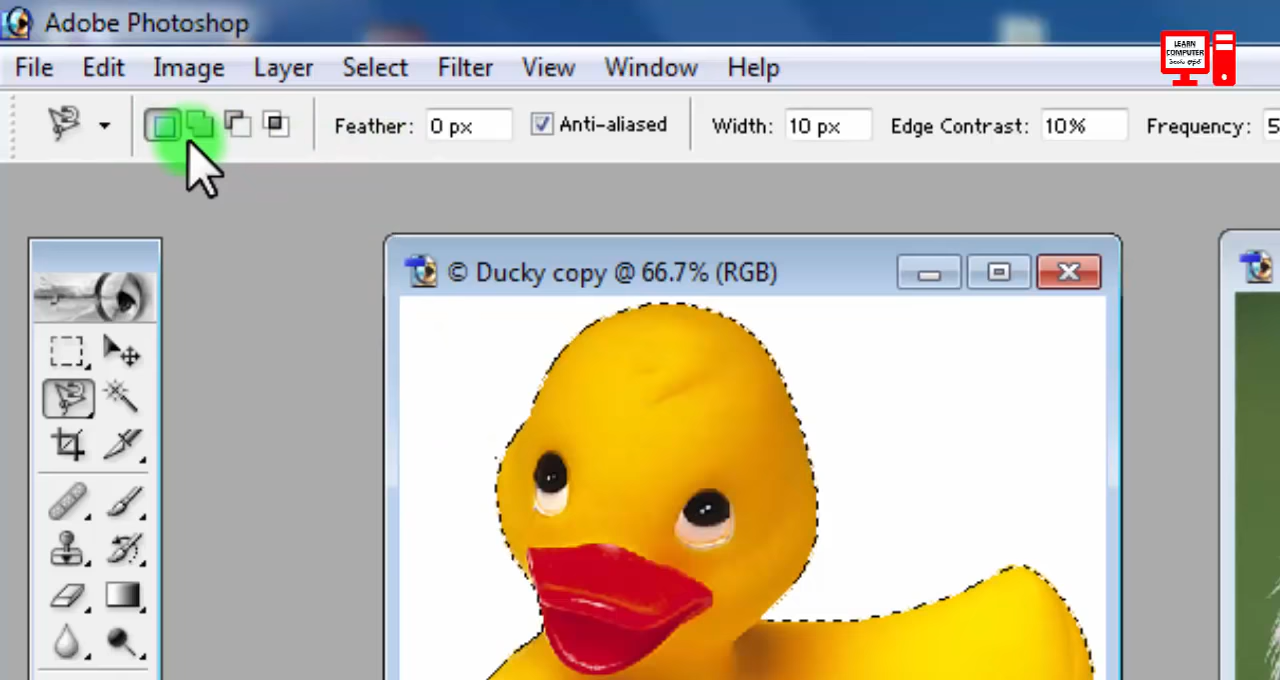 Adobe Photoshop
File Edit Image Layer Select Filter View Window Help
LEARN
COMPUTER
Feather: 0 px Anti-aliased Width: 10 px Edge Contrast: 10% Frequency: 5
© Ducky copy @ 66.7% (RGB)